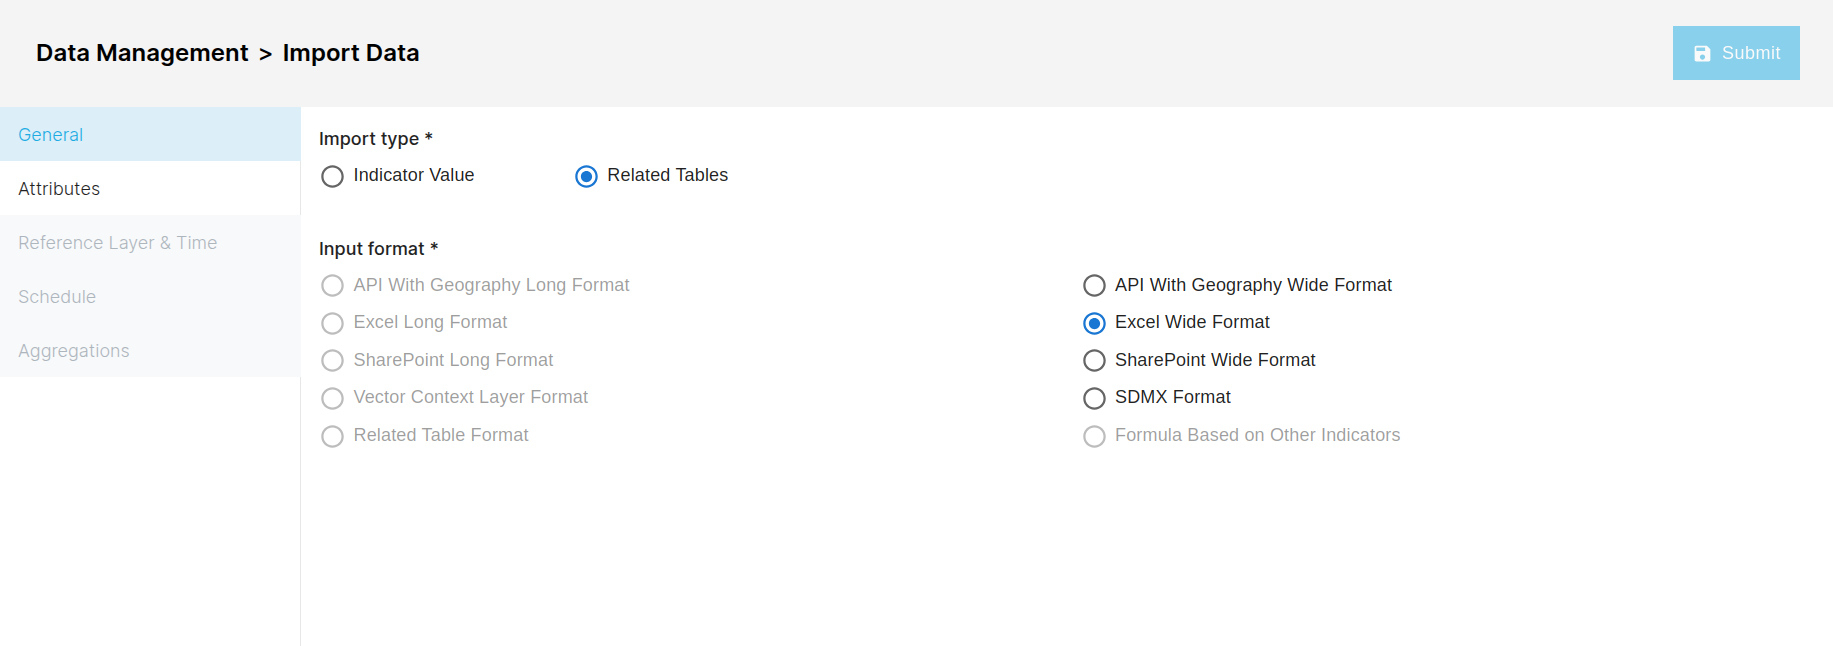 Data Management > Import Data
Submit
General
Attributes
Reference Layer & Time
Schedule
Aggregations
Import type *
Indicator Value
Related Tables
Input format *
API With Geography Long Format
API With Geography Wide Format
Excel Long Format
Excel Wide Format
SharePoint Long Format
SharePoint Wide Format
Vector Context Layer Format
SDMX Format
Related Table Format
Formula Based on Other Indicators